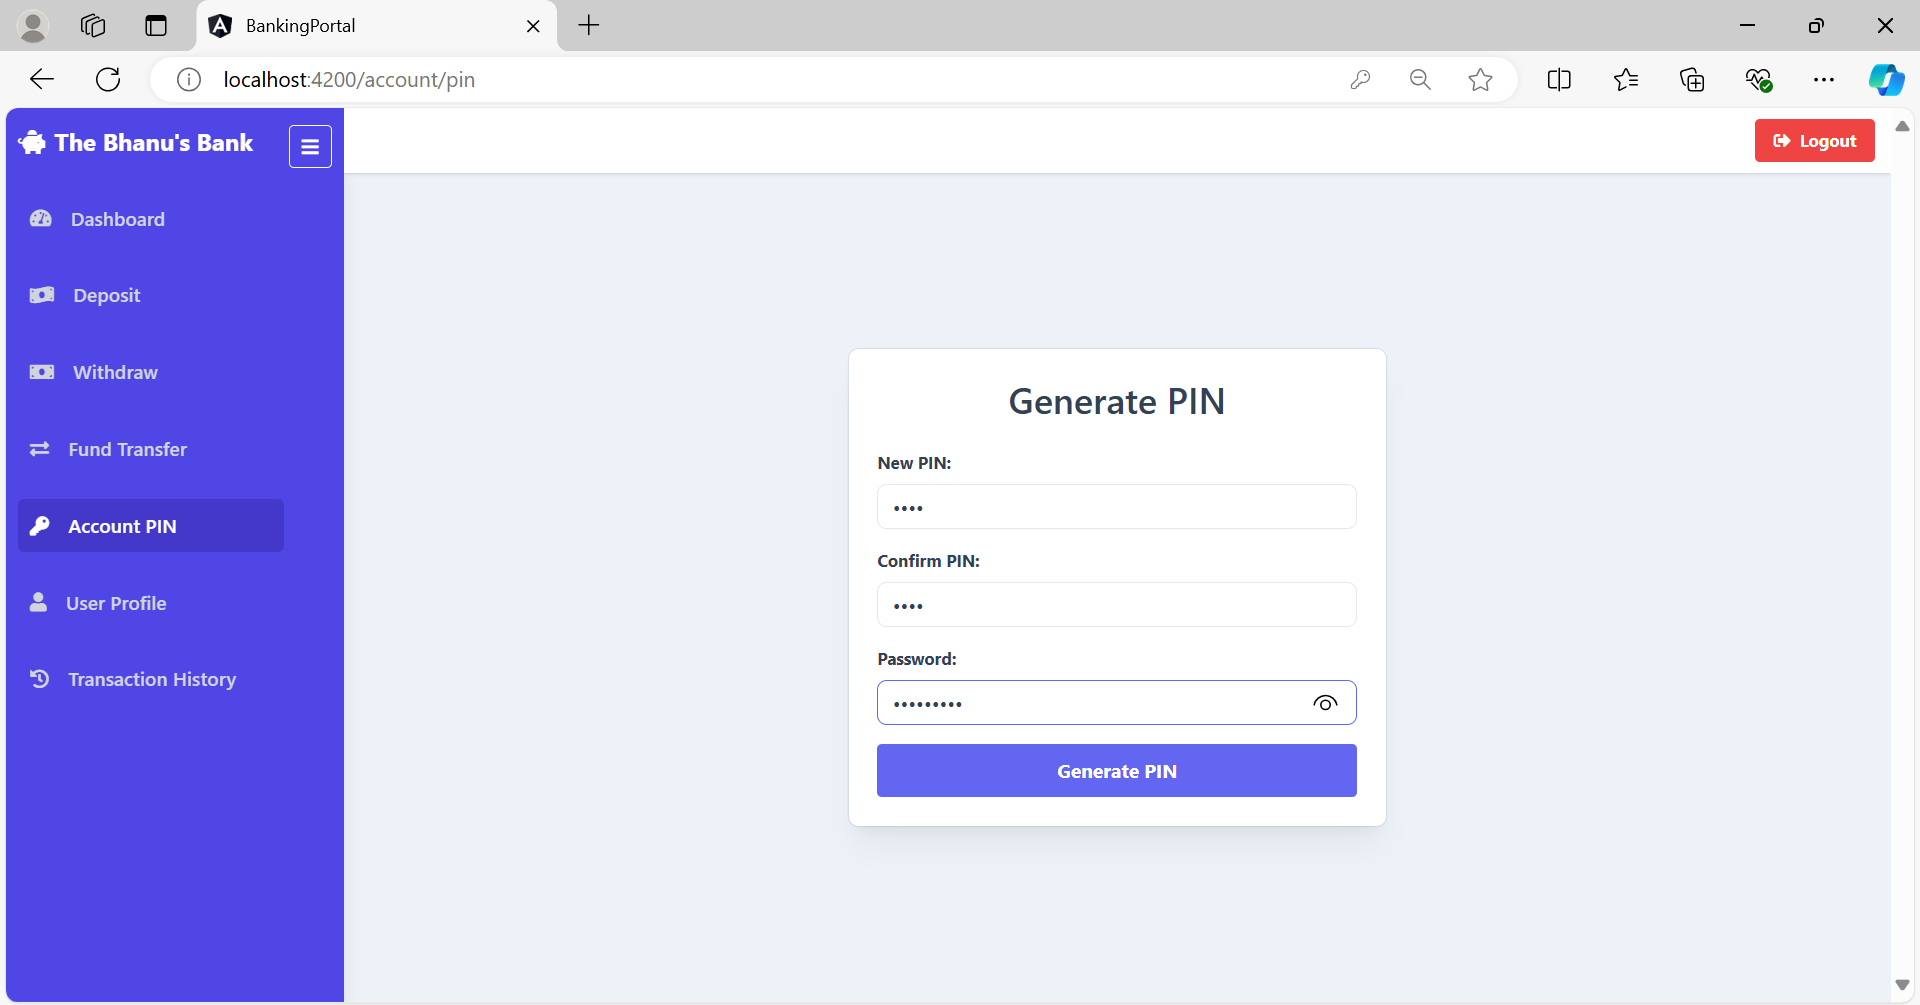 BankingPortal
localhost:4200/account/pin
The Bhanu's Bank
Logout
Dashboard
Deposit
Withdraw
Fund Transfer
Account PIN
User Profile
Transaction History
Generate PIN
New PIN:
••••
Confirm PIN:
••••
Password:
•••••••••
Generate PIN